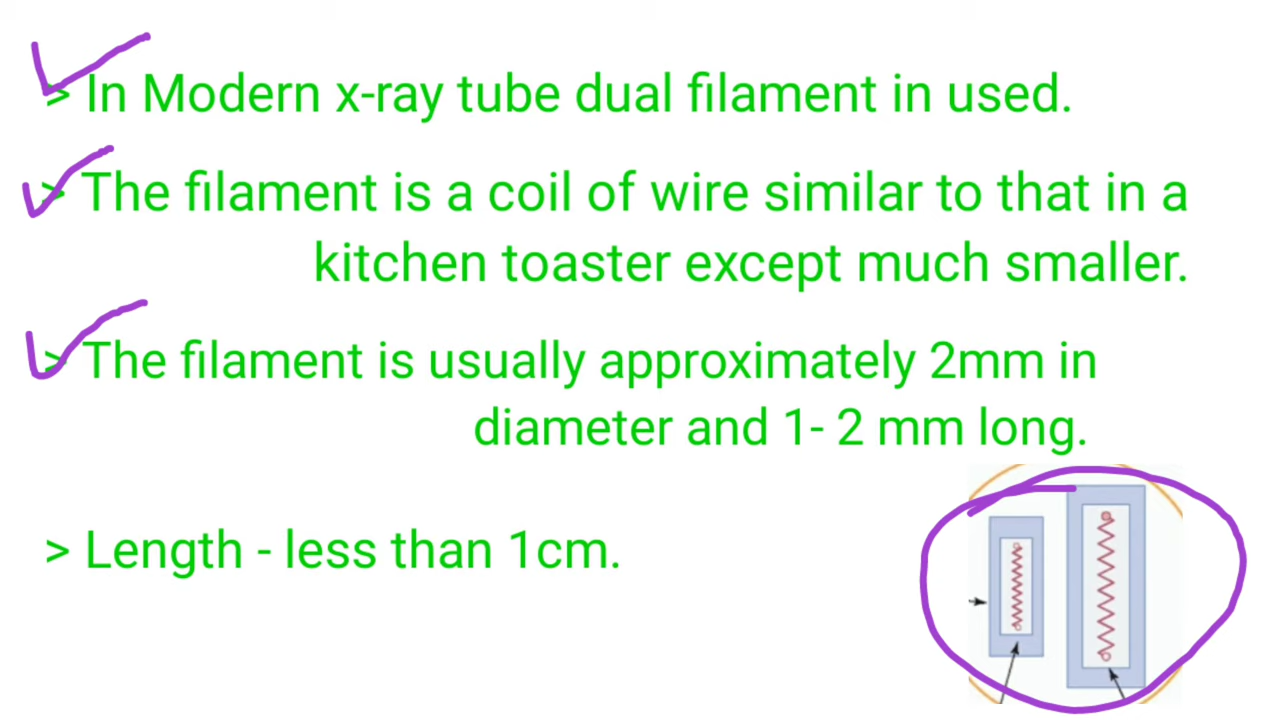 > In Modern x-ray tube dual filament in used.
> The filament is a coil of wire similar to that in a
kitchen toaster except much smaller.
> The filament is usually approximately 2mm in
diameter and 1- 2 mm long.
> Length - less than 1cm.